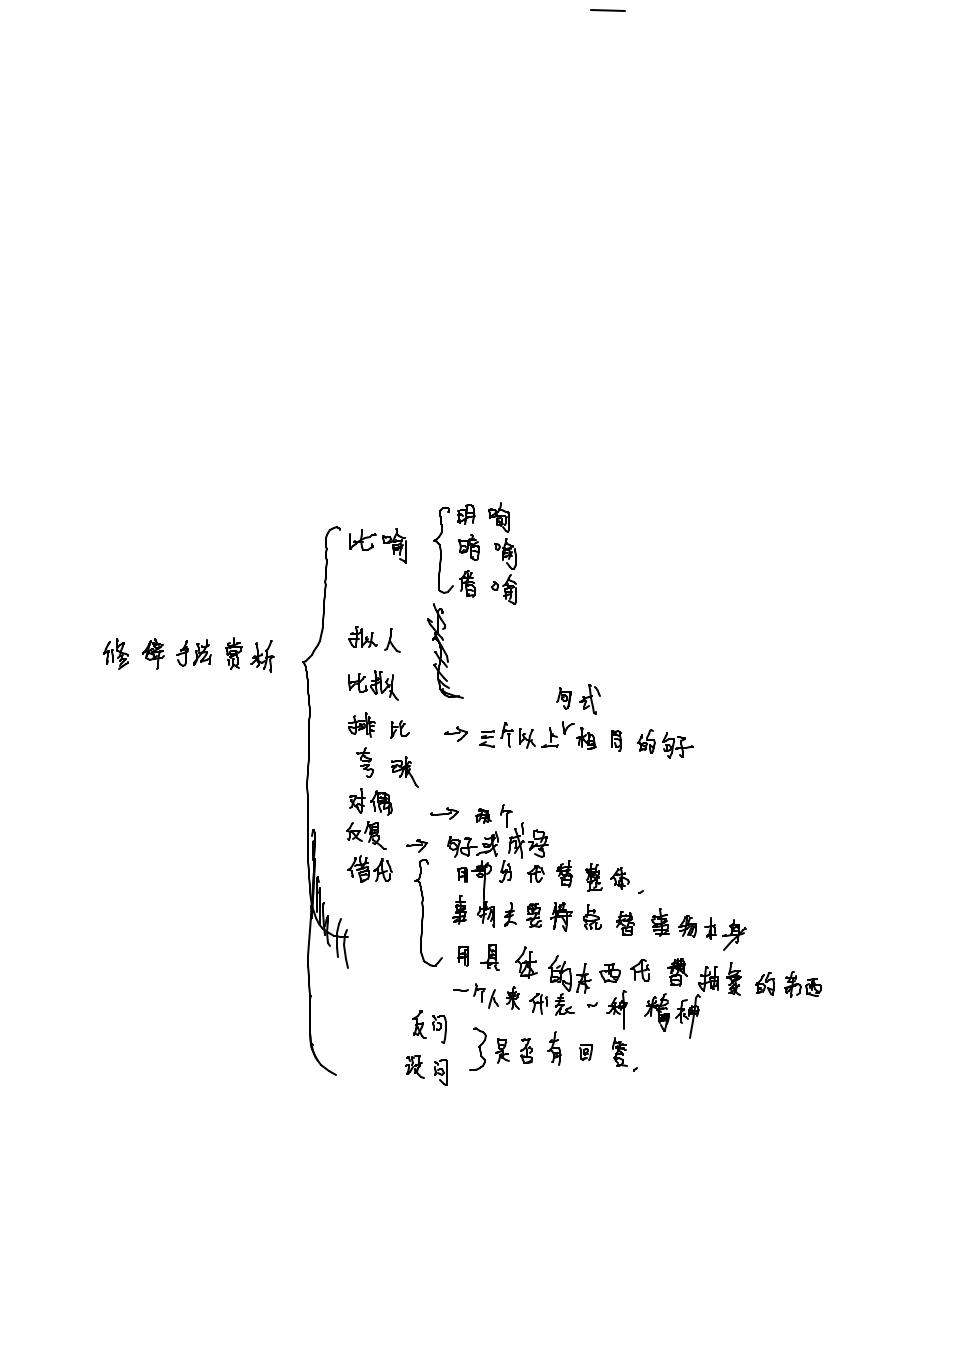 修辞手法赏析
比喻
明喻
暗喻
借喻
拟人
比拟
句式
排比 → 三个以上 相同的句子
夸张
对偶 → 两个
反复 → 句子或成语
借代
用部分代替整体.
事物主要特点替事物本身
用具体的东西代替抽象的东西
一个人来代表一种精神
反问
设问
是否有回答.